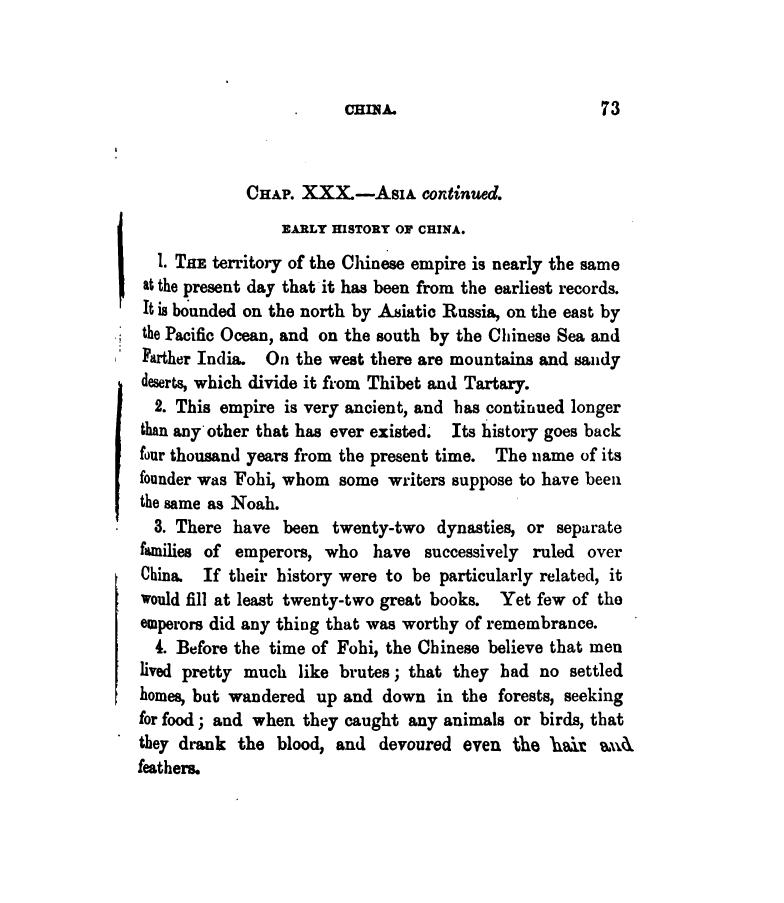 CHINA. 73
CHAP. XXX.—ASIA continued.
EARLY HISTORY OF CHINA.
1. THE territory of the Chinese empire is nearly the same
at the present day that it has been from the earliest records.
It is bounded on the north by Asiatic Russia, on the east by
the Pacific Ocean, and on the south by the Chinese Sea and
Farther India. On the west there are mountains and sandy
deserts, which divide it from Thibet and Tartary.
2. This empire is very ancient, and has continued longer
than any other that has ever existed. Its history goes back
four thousand years from the present time. The name of its
founder was Fohi, whom some writers suppose to have been
the same as Noah.
3. There have been twenty-two dynasties, or separate
families of emperors, who have successively ruled over
China. If their history were to be particularly related, it
would fill at least twenty-two great books. Yet few of the
emperors did any thing that was worthy of remembrance.
4. Before the time of Fohi, the Chinese believe that men
lived pretty much like brutes; that they had no settled
homes, but wandered up and down in the forests, seeking
for food; and when they caught any animals or birds, that
they drank the blood, and devoured even the hair and
feathers.